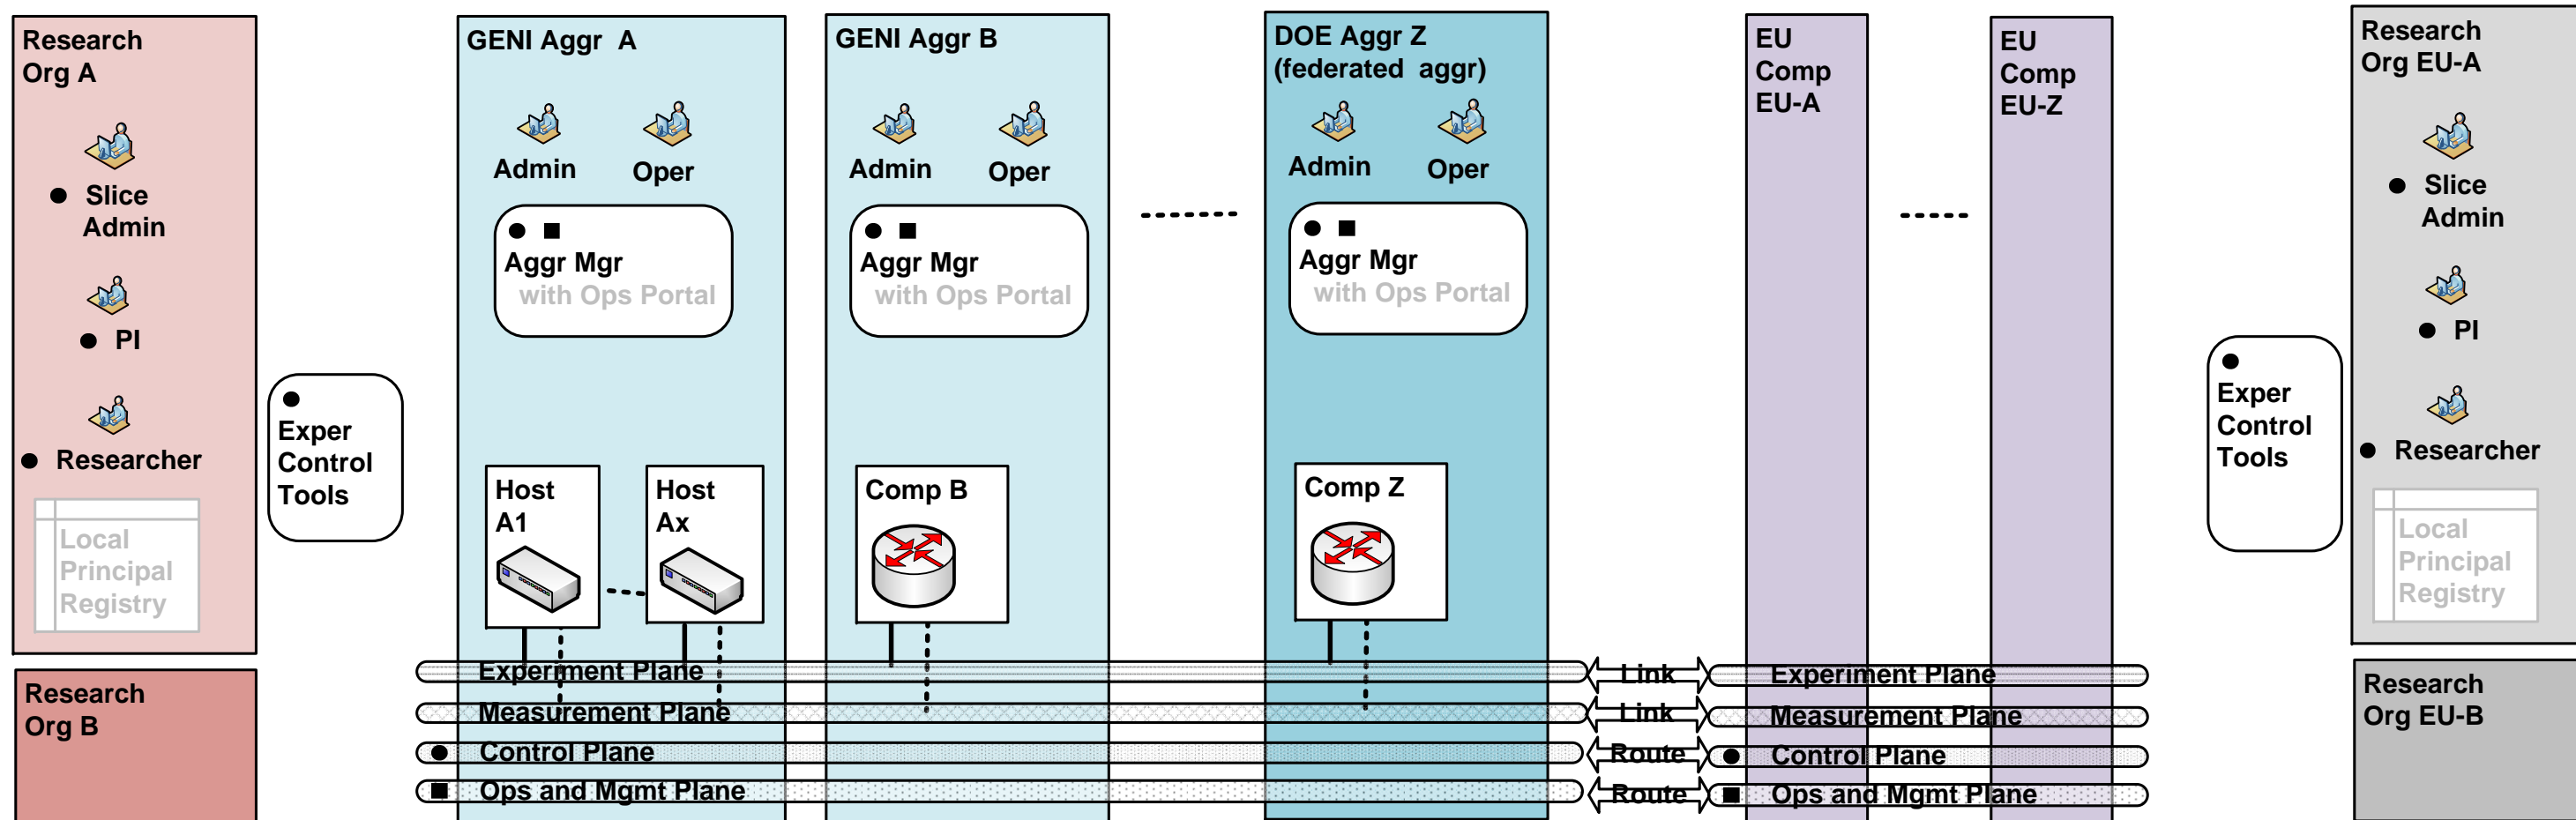 Research
Org A
Slice
Admin
PI
Researcher
Local
Principal
Registry
Research
Org B
Exper
Control
Tools
GENI Aggr A
Admin
Oper
Aggr Mgr
with Ops Portal
Host
A1
Host
Ax
GENI Aggr B
Admin
Oper
Aggr Mgr
with Ops Portal
Comp B
DOE Aggr Z
(federated aggr)
Admin
Oper
Aggr Mgr
with Ops Portal
Comp Z
EU
Comp
EU-A
EU
Comp
EU-Z
Experiment Plane
Link
Experiment Plane
Measurement Plane
Link
Measurement Plane
Control Plane
Route
Control Plane
Ops and Mgmt Plane
Route
Ops and Mgmt Plane
Exper
Control
Tools
Research
Org EU-A
Slice
Admin
PI
Researcher
Local
Principal
Registry
Research
Org EU-B